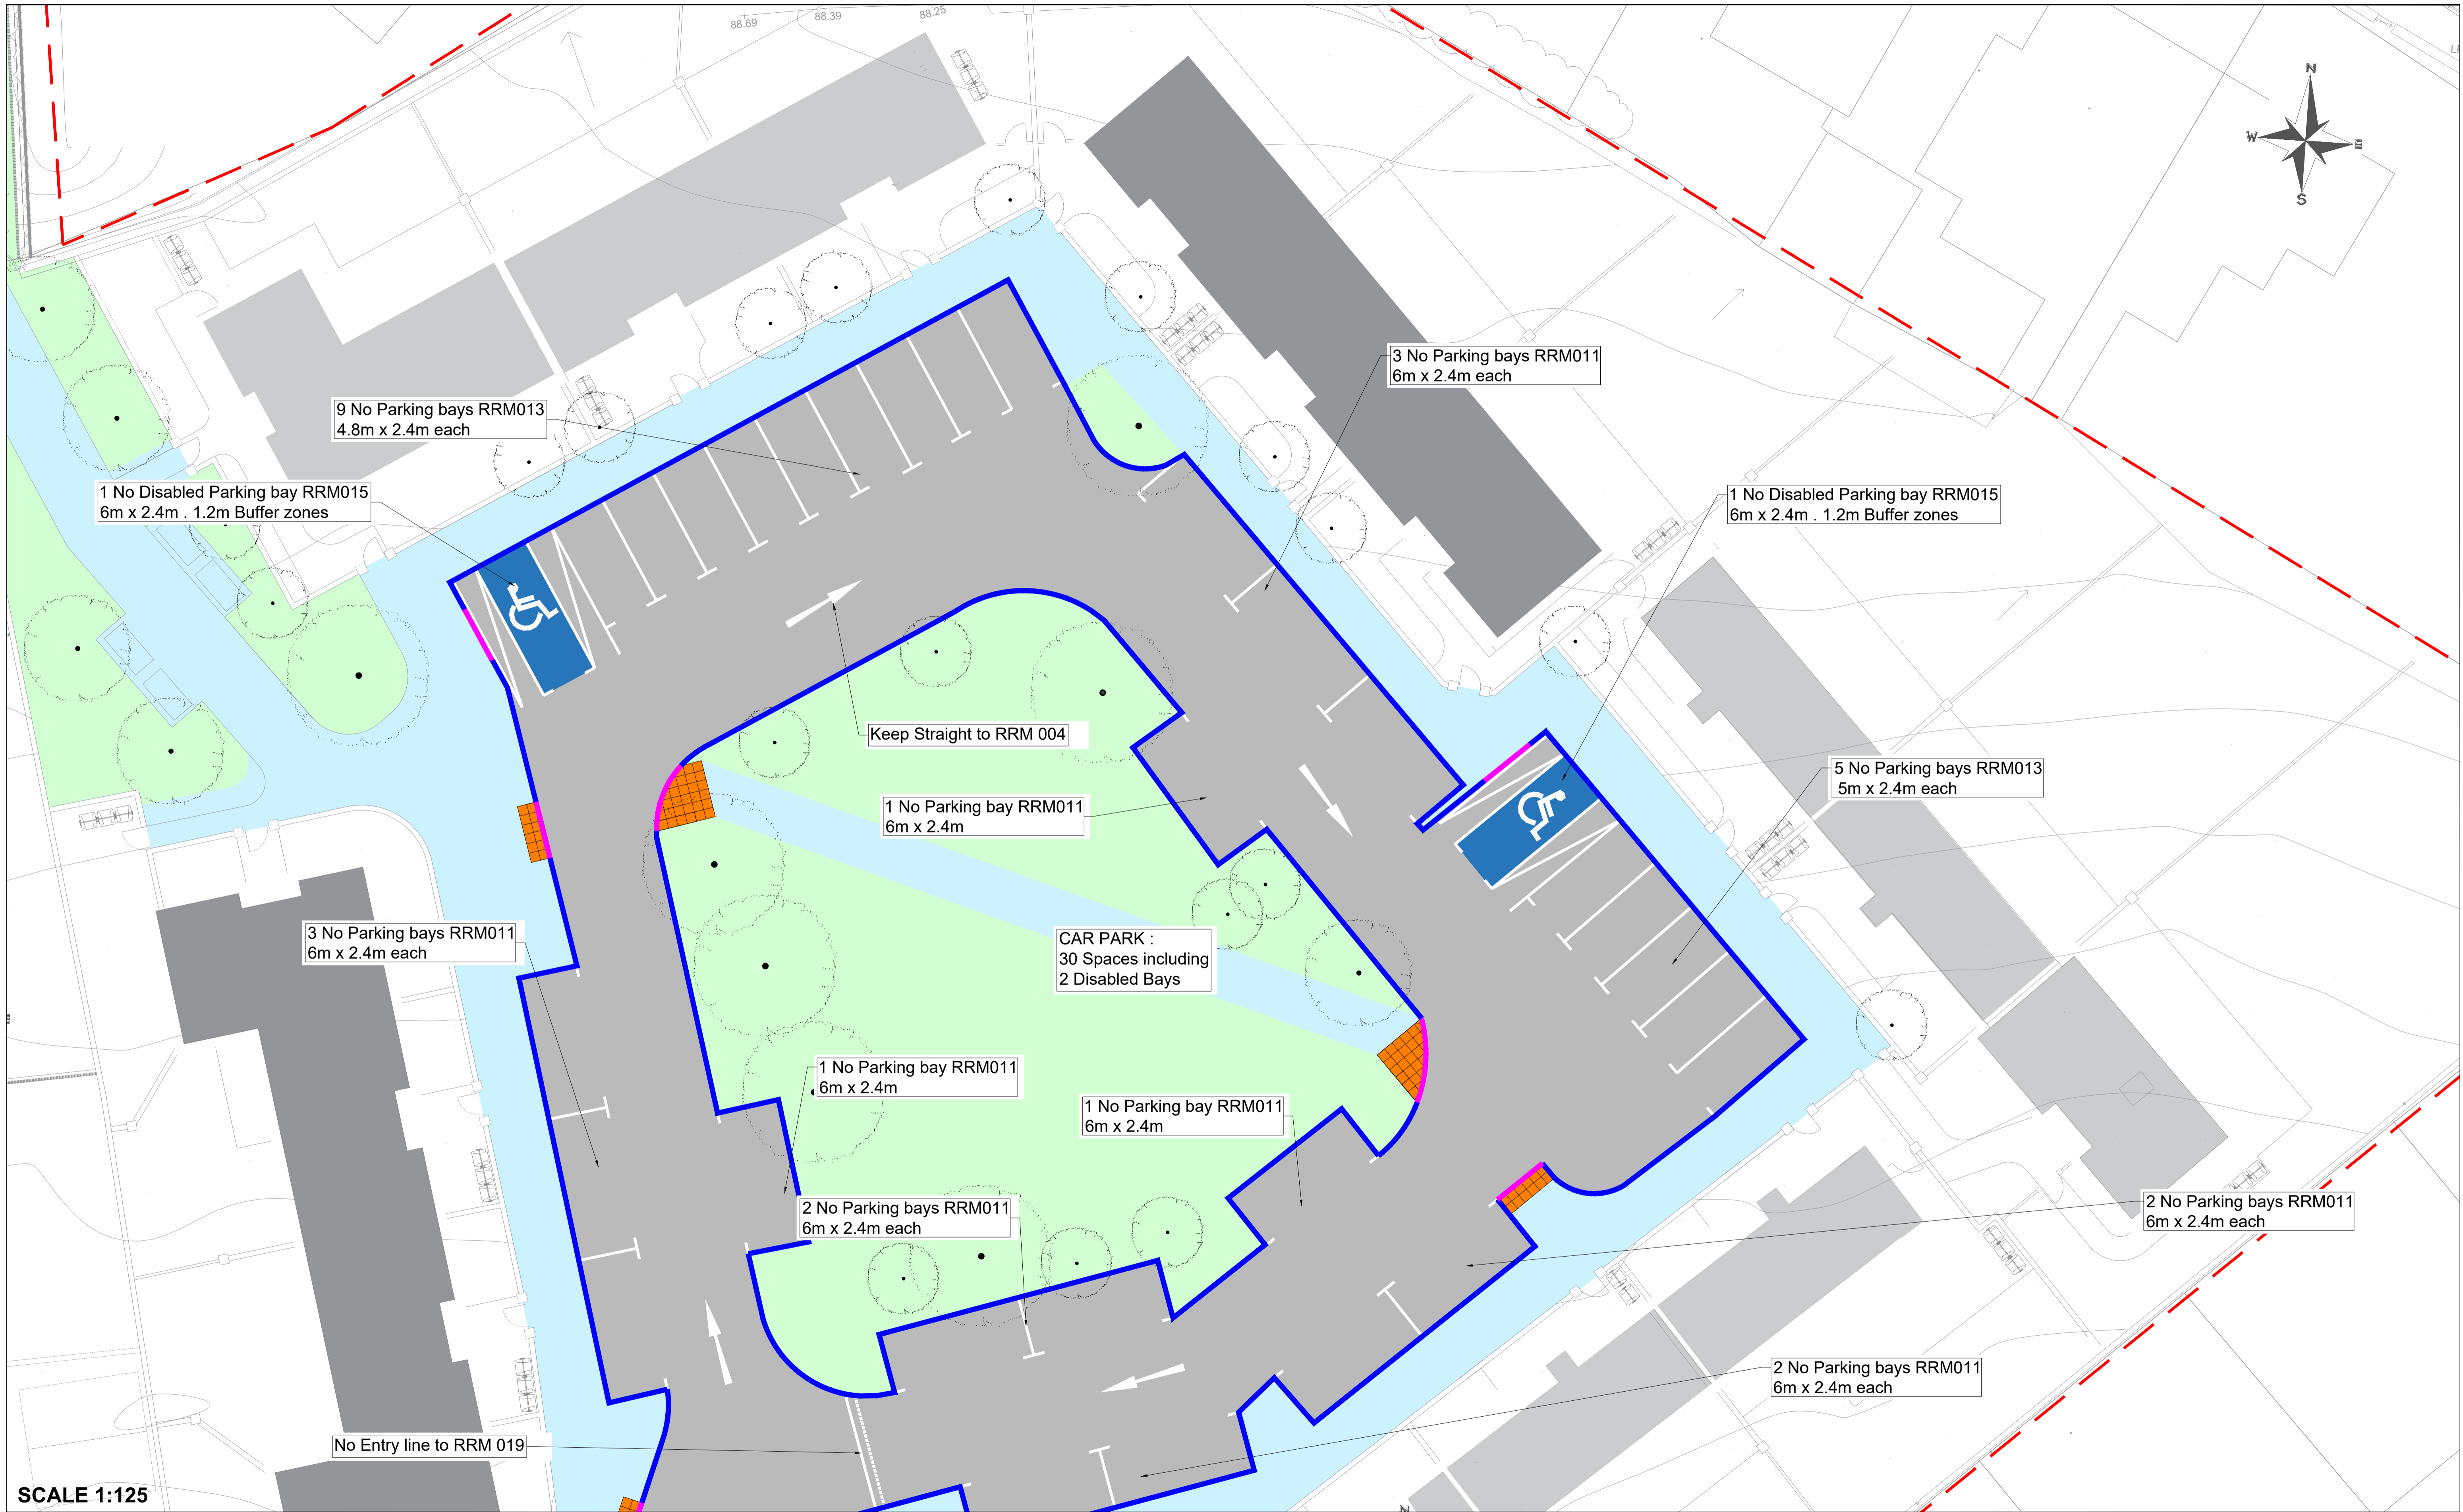 88.69
88.39
88.25
N
W
E
S
3 No Parking bays RRM011
6m x 2.4m each
9 No Parking bays RRM013
4.8m x 2.4m each
1 No Disabled Parking bay RRM015
6m x 2.4m . 1.2m Buffer zones
1 No Disabled Parking bay RRM015
6m x 2.4m . 1.2m Buffer zones
Keep Straight to RRM 004
5 No Parking bays RRM013
5m x 2.4m each
1 No Parking bay RRM011
6m x 2.4m
3 No Parking bays RRM011
6m x 2.4m each
CAR PARK :
30 Spaces including
2 Disabled Bays
1 No Parking bay RRM011
6m x 2.4m
1 No Parking bay RRM011
6m x 2.4m
2 No Parking bays RRM011
6m x 2.4m each
2 No Parking bays RRM011
6m x 2.4m each
2 No Parking bays RRM011
6m x 2.4m each
No Entry line to RRM 019
SCALE 1:125